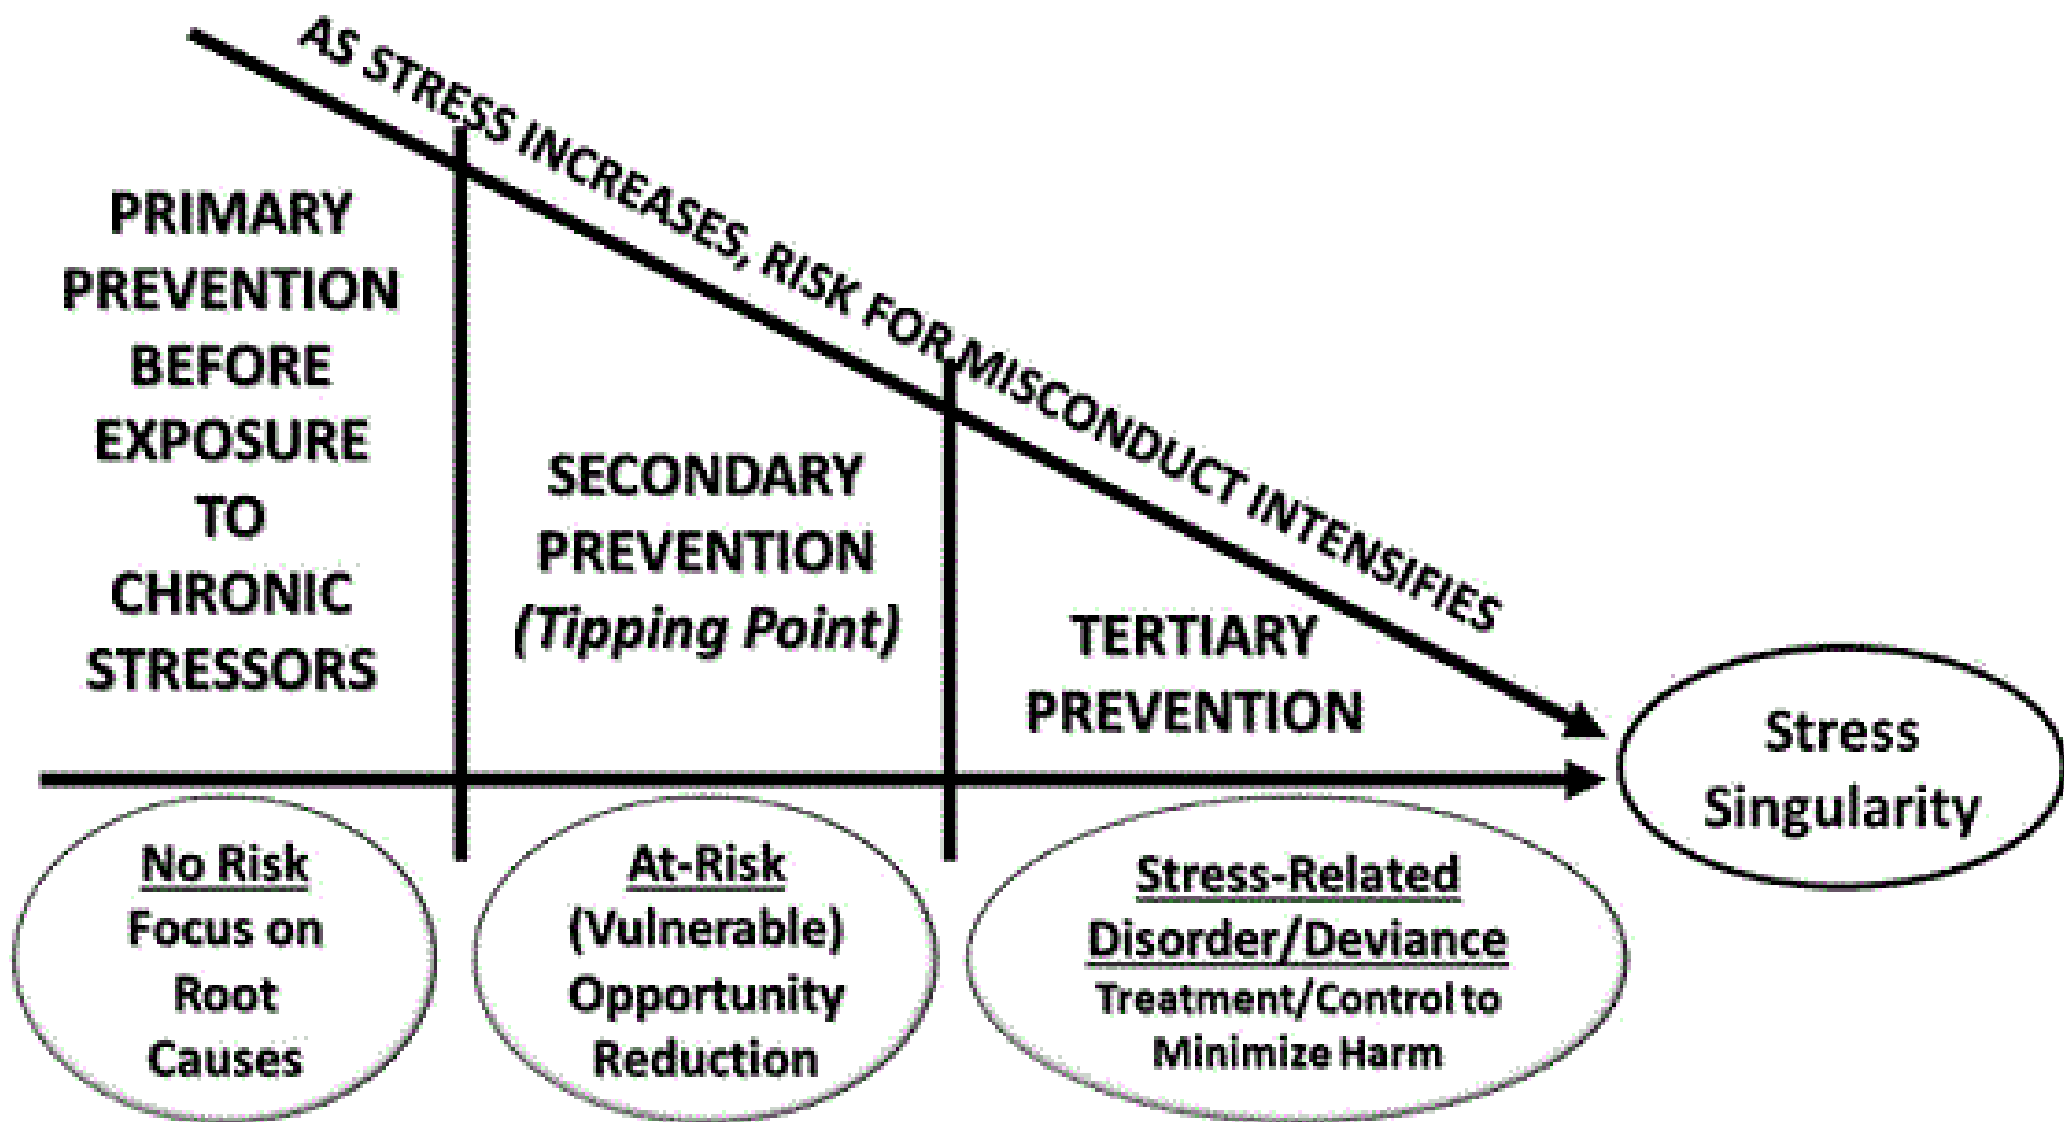 AS STRESS INCREASES, RISK FOR MISCONDUCT INTENSIFIES
PRIMARY
PREVENTION
BEFORE
EXPOSURE
TO
CHRONIC
STRESSORS
SECONDARY
PREVENTION
(Tipping Point)
TERTIARY
PREVENTION
Stress
Singularity
No Risk
Focus on
Root
Causes
At-Risk
(Vulnerable)
Opportunity
Reduction
Stress-Related
Disorder/Deviance
Treatment/Control to
Minimize Harm